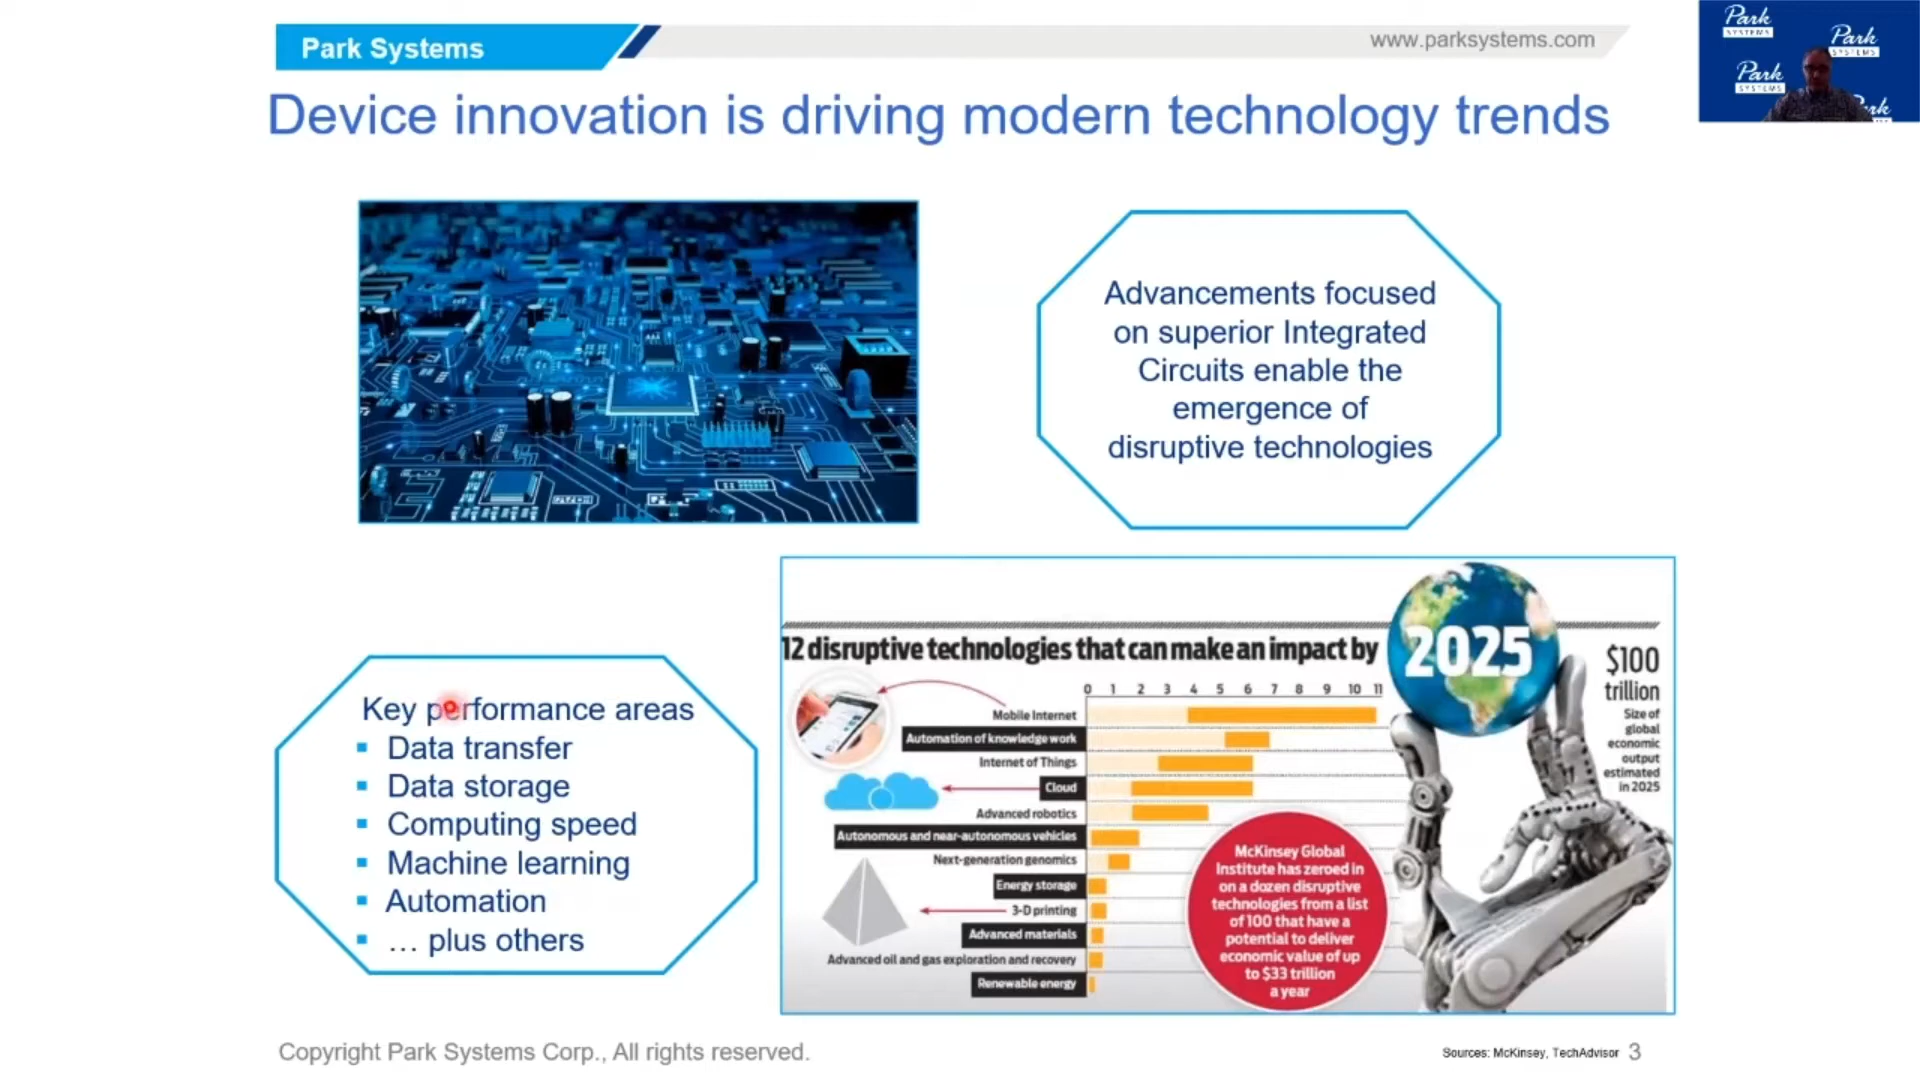 Park Systems
www.parksystems.com
Park
SYSTEMS
Park
SYSTEMS
Park
SYSTEMS
Device innovation is driving modern technology trends
Advancements focused
on superior Integrated
Circuits enable the
emergence of
disruptive technologies
Key performance areas
▪ Data transfer
▪ Data storage
▪ Computing speed
▪ Machine learning
▪ Automation
▪ … plus others
12 disruptive technologies that can make an impact by 2025
$100
trillion
Size of
global
economic
output
estimated
in 2025
0 1 2 3 4 5 6 7 8 9 10 11
Mobile Internet
Automation of knowledge work
Internet of Things
Cloud
Advanced robotics
Autonomous and near-autonomous vehicles
Next-generation genomics
Energy storage
3-D printing
Advanced materials
Advanced oil and gas exploration and recovery
Renewable energy
McKinsey Global
Institute has zeroed in
on a dozen disruptive
technologies from a list
of 100 that have a
potential to deliver
economic value of up
to $33 trillion
a year
Copyright Park Systems Corp., All rights reserved.
Sources: McKinsey, TechAdvisor 3